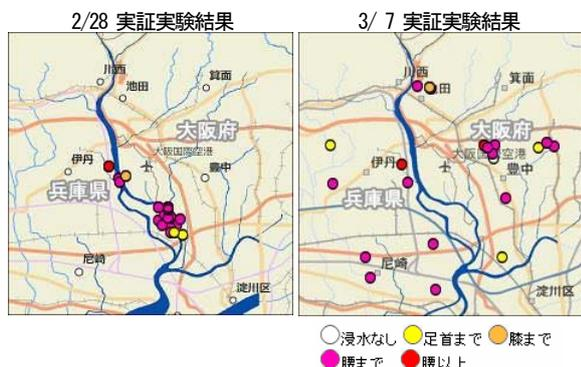 2/28 実証実験結果
3/ 7 実証実験結果
川西
池田
箕面
大阪府
大阪国際空港
伊丹
豊中
兵庫県
尼崎
淀川区
川西
田
箕面
大阪府
大阪国際空港
伊丹
豊中
兵庫県
尼崎
淀川区
浸水なし 足首まで 膝まで
腰まで 腰以上